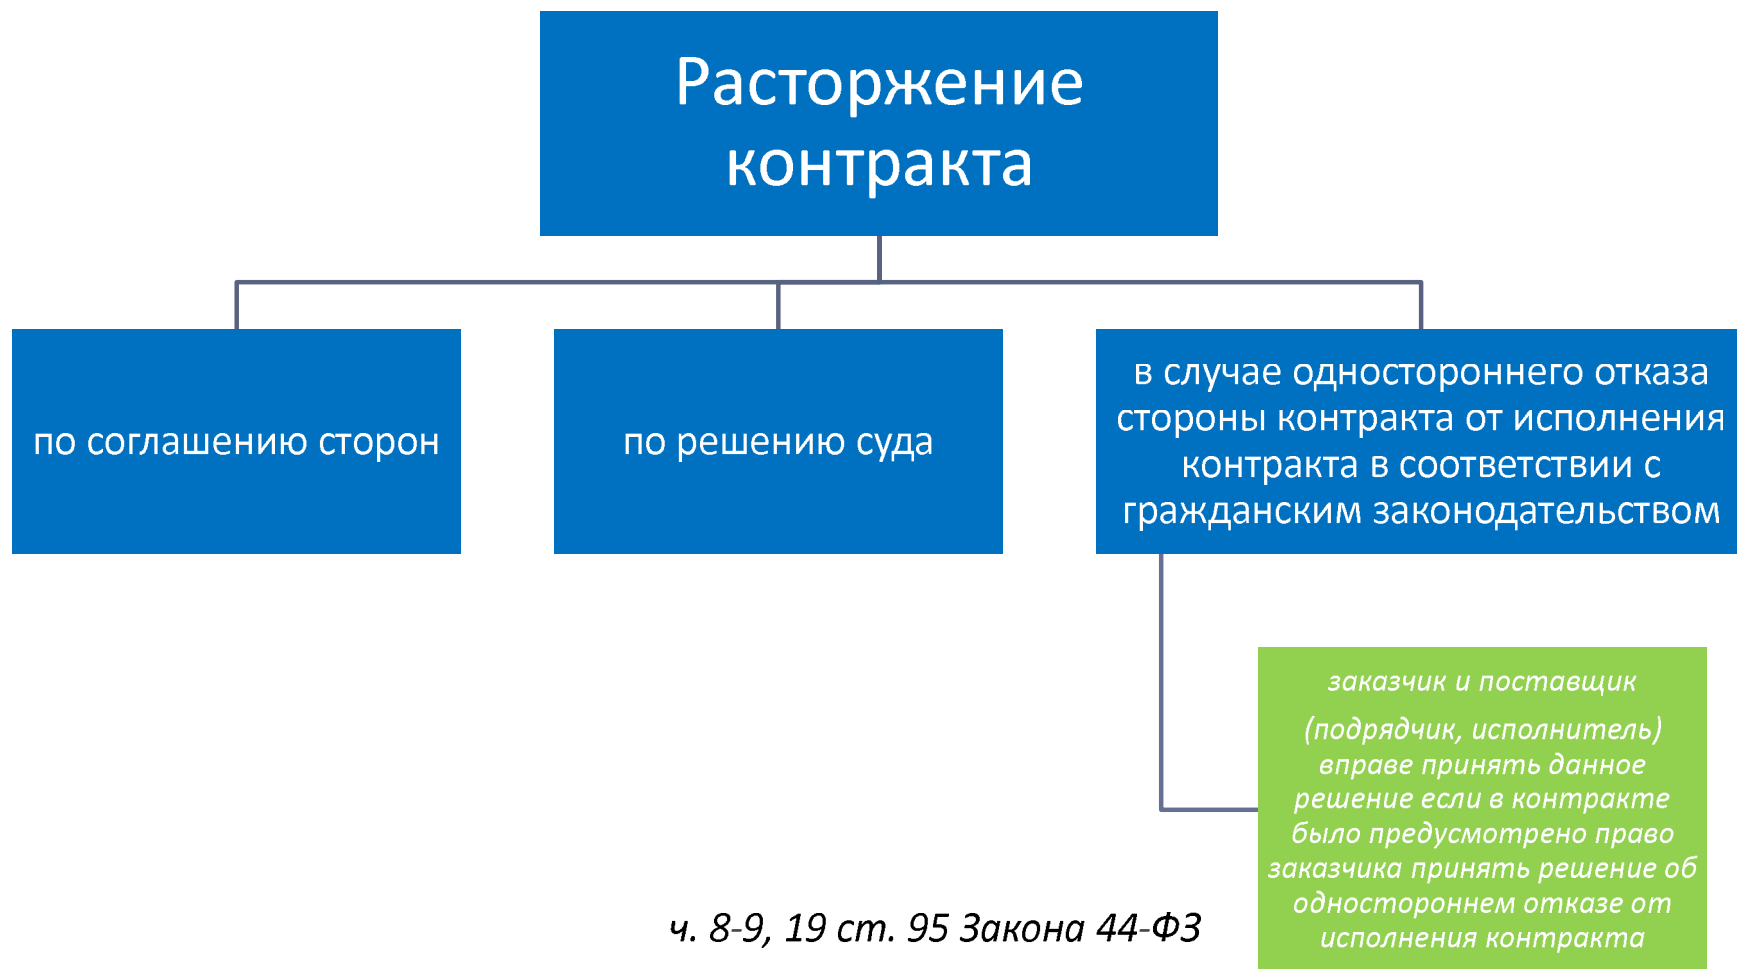 Расторжение
контракта
по соглашению сторон
по решению суда
в случае одностороннего отказа
стороны контракта от исполнения
контракта в соответствии с
гражданским законодательством
заказчик и поставщик
(подрядчик, исполнитель)
вправе принять данное
решение если в контракте
было предусмотрено право
заказчика принять решение об
одностороннем отказе от
исполнения контракта
ч. 8-9, 19 ст. 95 Закона 44-ФЗ